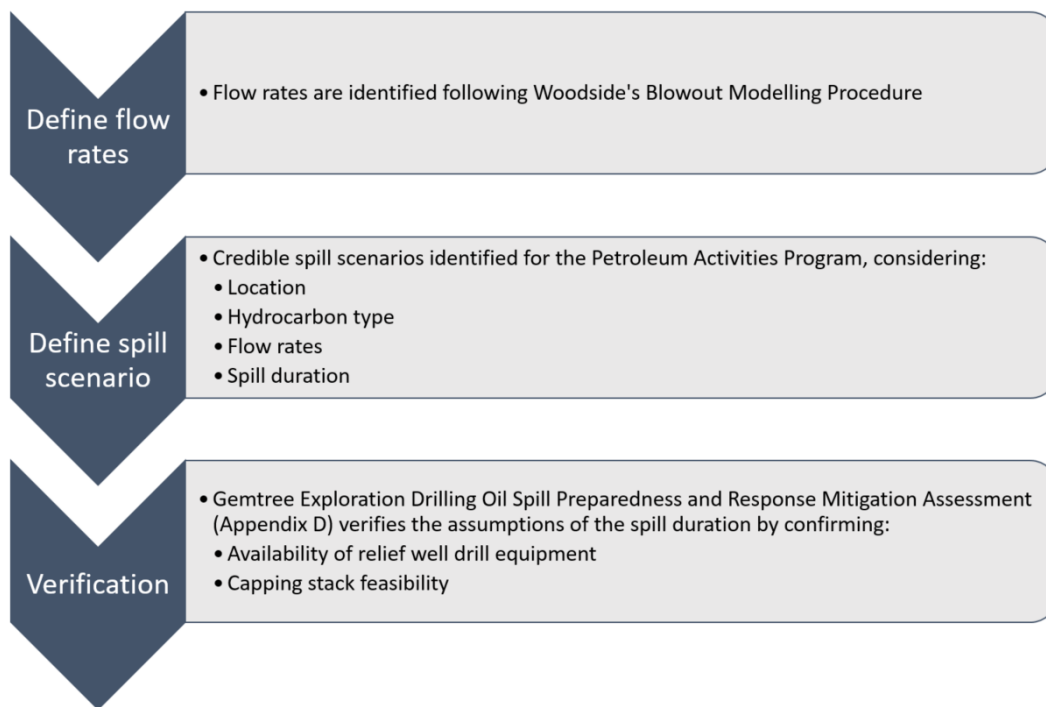 Define flow
rates
• Flow rates are identified following Woodside's Blowout Modelling Procedure
Define spill
scenario
• Credible spill scenarios identified for the Petroleum Activities Program, considering:
• Location
• Hydrocarbon type
• Flow rates
• Spill duration
Verification
• Gemtree Exploration Drilling Oil Spill Preparedness and Response Mitigation Assessment
(Appendix D) verifies the assumptions of the spill duration by confirming:
• Availability of relief well drill equipment
• Capping stack feasibility